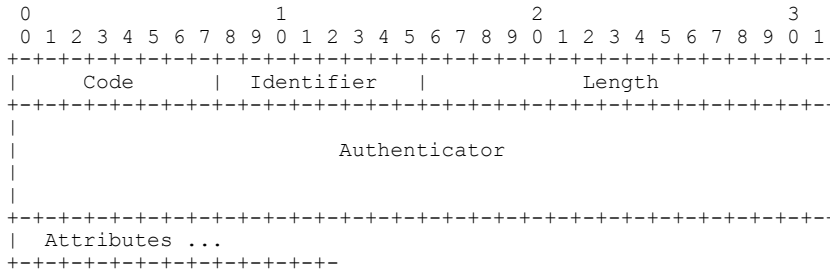 0                   1                   2                   3
 0 1 2 3 4 5 6 7 8 9 0 1 2 3 4 5 6 7 8 9 0 1 2 3 4 5 6 7 8 9 0 1
+-+-+-+-+-+-+-+-+-+-+-+-+-+-+-+-+-+-+-+-+-+-+-+-+-+-+-+-+-+-+-+-
|     Code      |  Identifier   |            Length
+-+-+-+-+-+-+-+-+-+-+-+-+-+-+-+-+-+-+-+-+-+-+-+-+-+-+-+-+-+-+-+-
|
|                         Authenticator
|
|
+-+-+-+-+-+-+-+-+-+-+-+-+-+-+-+-+-+-+-+-+-+-+-+-+-+-+-+-+-+-+-+-
|  Attributes ...
+-+-+-+-+-+-+-+-+-+-+-+-+-